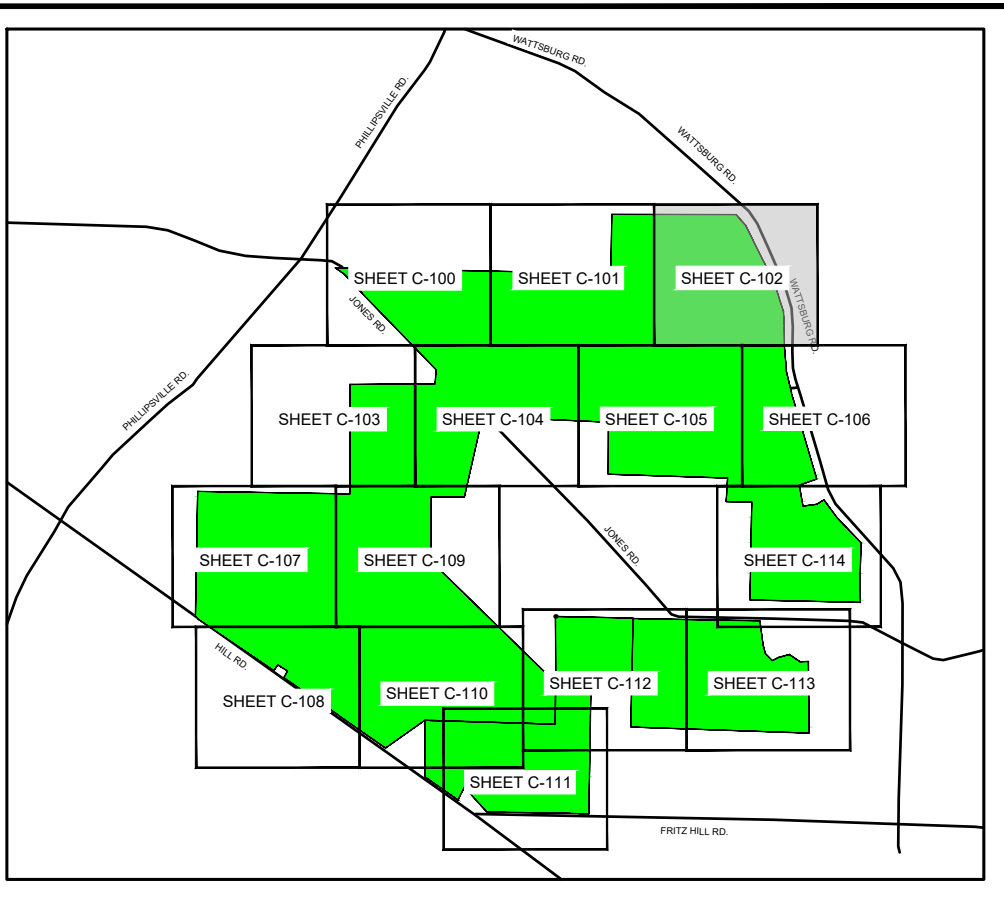 WATTSBURG RD.
PHILLIPSVILLE RD.
WATTSBURG RD.
SHEET C-100
SHEET C-101
SHEET C-102
JONES RD.
WATTSBURG RD.
PHILLIPSVILLE RD.
SHEET C-103
SHEET C-104
SHEET C-105
SHEET C-106
SHEET C-107
SHEET C-109
JONES RD.
SHEET C-114
HILL RD.
SHEET C-108
SHEET C-110
SHEET C-112
SHEET C-113
SHEET C-111
FRITZ HILL RD.